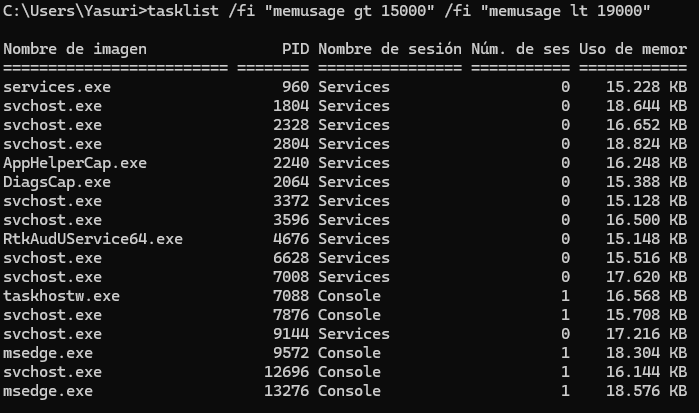 C:\Users\Yasuri>tasklist /fi "memusage gt 15000" /fi "memusage lt 19000"

Nombre de imagen               PID Nombre de sesión Núm. de ses Uso de memor
========================= ======== ================ =========== ============
services.exe                   960 Services                   0    15.228 KB
svchost.exe                   1804 Services                   0    18.644 KB
svchost.exe                   2328 Services                   0    16.652 KB
svchost.exe                   2804 Services                   0    18.824 KB
AppHelperCap.exe              2240 Services                   0    16.248 KB
DiagsCap.exe                  2064 Services                   0    15.388 KB
svchost.exe                   3372 Services                   0    15.128 KB
svchost.exe                   3596 Services                   0    16.500 KB
RtkAudUService64.exe          4676 Services                   0    15.148 KB
svchost.exe                   6628 Services                   0    15.516 KB
svchost.exe                   7008 Services                   0    17.620 KB
taskhostw.exe                 7088 Console                    1    16.568 KB
svchost.exe                   7876 Console                    1    15.708 KB
svchost.exe                   9144 Services                   0    17.216 KB
msedge.exe                    9572 Console                    1    18.304 KB
svchost.exe                  12696 Console                    1    16.144 KB
msedge.exe                   13276 Console                    1    18.576 KB